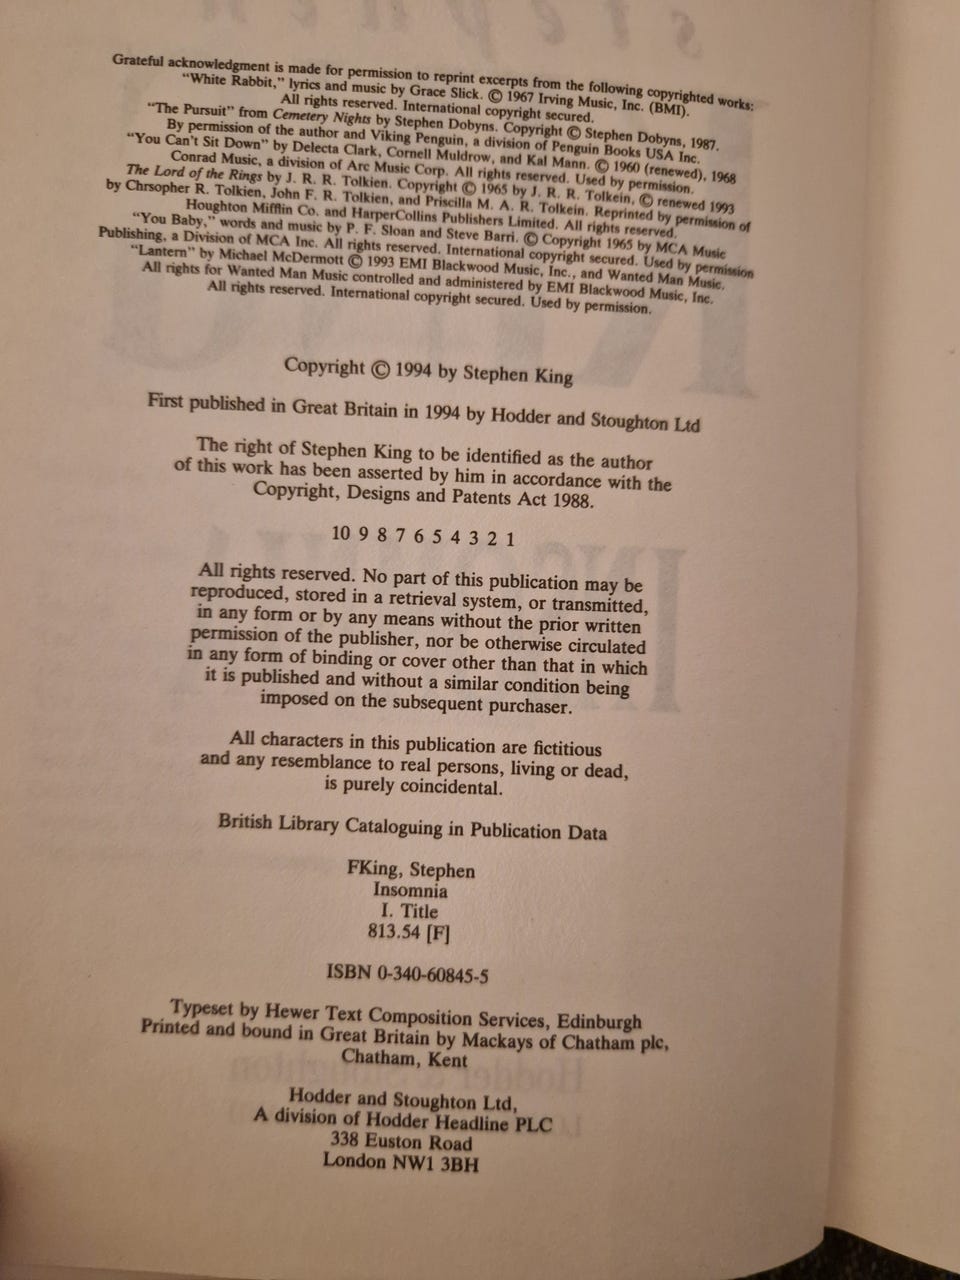 Grateful acknowledgment is made for permission to reprint excerpts from the following copyrighted works:
"White Rabbit," lyrics and music by Grace Slick. © 1967 Irving Music, Inc. (BMI).
All rights reserved. International copyright secured.
"The Pursuit" from Cemetery Nights by Stephen Dobyns. Copyright © Stephen Dobyns, 1987.
By permission of the author and Viking Penguin, a division of Penguin Books USA Inc.
"You Can't Sit Down" by Delecta Clark, Cornell Muldrow, and Kal Mann. © 1960 (renewed), 1968
Conrad Music, a division of Arc Music Corp. All rights reserved. Used by permission.
The Lord of the Rings by J. R. R. Tolkien. Copyright © 1965 by J. R. R. Tolkein, © renewed 1993
by Chrsopher R. Tolkien, John F. R. Tolkien, and Priscilla M. A. R. Tolkein. Reprinted by permission of
Houghton Mifflin Co. and HarperCollins Publishers Limited. All rights reserved.
"You Baby," words and music by P. F. Sloan and Steve Barri. © Copyright 1965 by MCA Music
Publishing, a Division of MCA Inc. All rights reserved. International copyright secured. Used by permission
"Lantern" by Michael McDermott © 1993 EMI Blackwood Music, Inc., and Wanted Man Music.
All rights for Wanted Man Music controlled and administered by EMI Blackwood Music, Inc.
All rights reserved. International copyright secured. Used by permission.
Copyright © 1994 by Stephen King
First published in Great Britain in 1994 by Hodder and Stoughton Ltd
The right of Stephen King to be identified as the author
of this work has been asserted by him in accordance with the
Copyright, Designs and Patents Act 1988.
10 9 8 7 6 5 4 3 2 1
All rights reserved. No part of this publication may be
reproduced, stored in a retrieval system, or transmitted,
in any form or by any means without the prior written
permission of the publisher, nor be otherwise circulated
in any form of binding or cover other than that in which
it is published and without a similar condition being
imposed on the subsequent purchaser.
All characters in this publication are fictitious
and any resemblance to real persons, living or dead,
is purely coincidental.
British Library Cataloguing in Publication Data
FKing, Stephen
Insomnia
I. Title
813.54 [F]
ISBN 0-340-60845-5
Typeset by Hewer Text Composition Services, Edinburgh
Printed and bound in Great Britain by Mackays of Chatham plc,
Chatham, Kent
Hodder and Stoughton Ltd,
A division of Hodder Headline PLC
338 Euston Road
London NW1 3BH